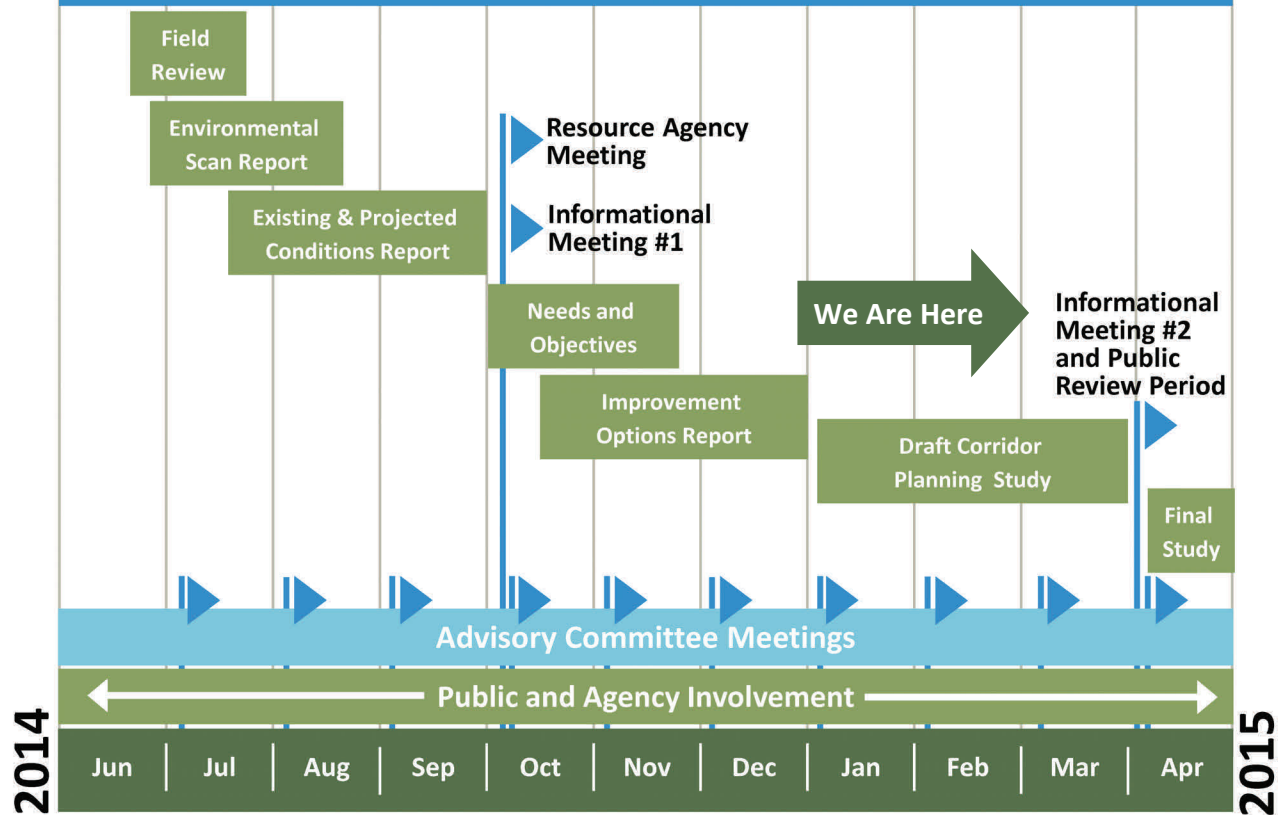 Field
Review
Environmental
Scan Report
Resource Agency
Meeting
Existing & Projected
Conditions Report
Informational
Meeting #1
Needs and
Objectives
We Are Here
Informational
Meeting #2
and Public
Review Period
Improvement
Options Report
Draft Corridor
Planning Study
Final
Study
Advisory Committee Meetings
Public and Agency Involvement
2014
Jun Jul Aug Sep Oct Nov Dec Jan Feb Mar Apr
2015